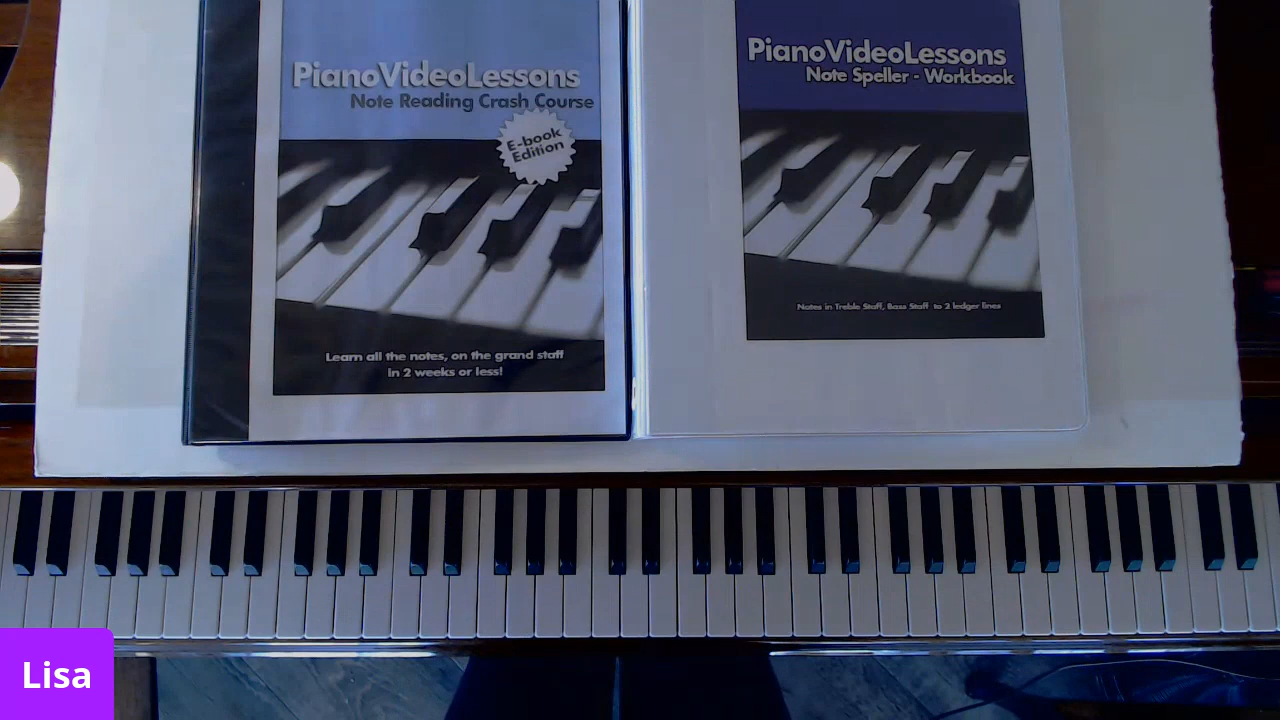 PianoVideoLessons
Note Reading Crash Course
E-book
Edition
Learn all the notes, on the grand staff
in 2 weeks or less!
PianoVideoLessons
Note Speller - Workbook
Notes in Treble Staff, Bass Staff to 2 ledger lines
Lisa